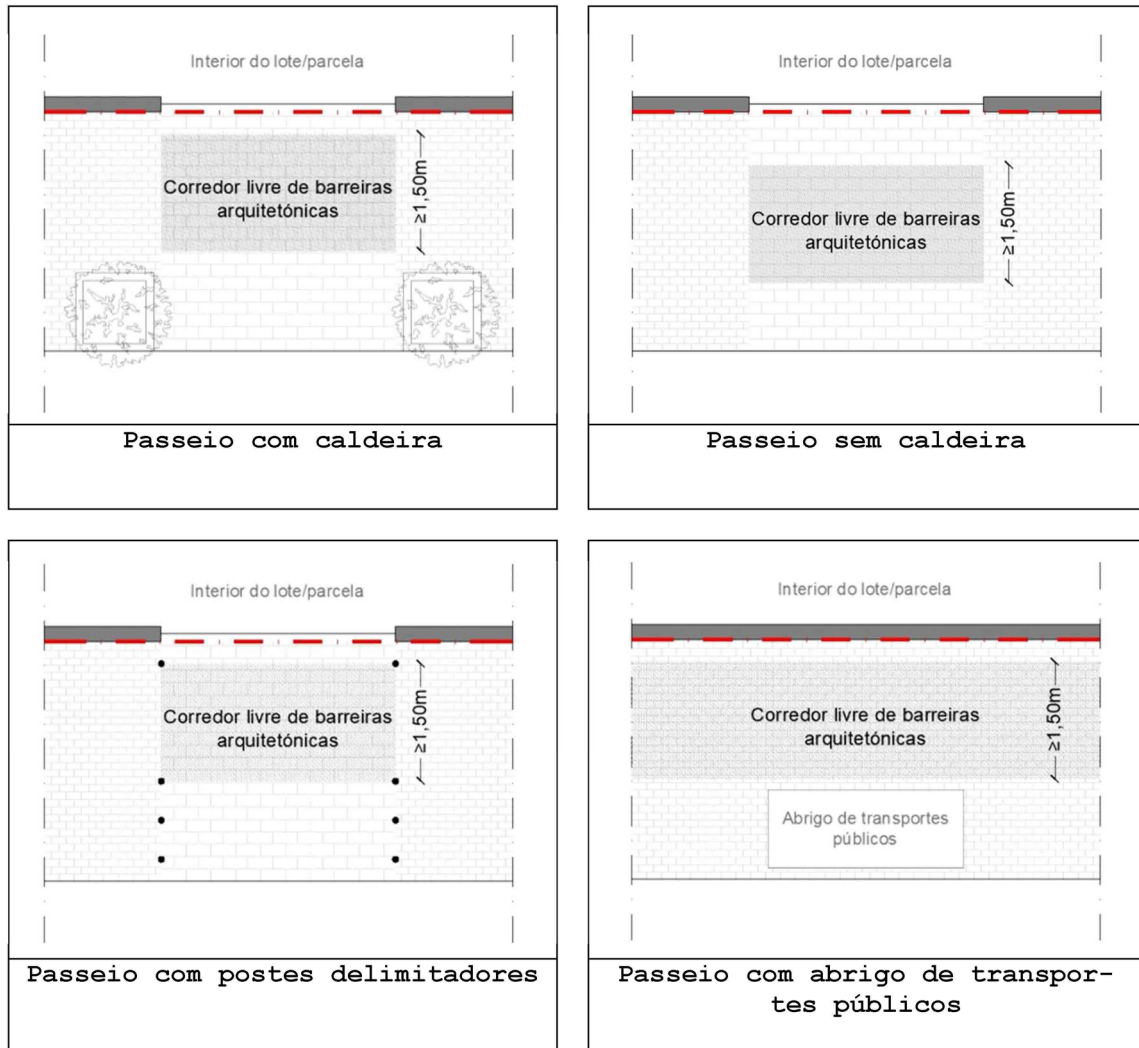 Interior do lote/parcela
Corredor livre de barreiras
arquitetónicas
≥1,50m
Passeio com caldeira
Interior do lote/parcela
Corredor livre de barreiras
arquitetónicas
≥1,50m
Passeio sem caldeira
Interior do lote/parcela
Corredor livre de barreiras
arquitetónicas
≥1,50m
Passeio com postes delimitadores
Interior do lote/parcela
Corredor livre de barreiras
arquitetónicas
≥1,50m
Abrigo de transportes
públicos
Passeio com abrigo de transpor-
tes públicos